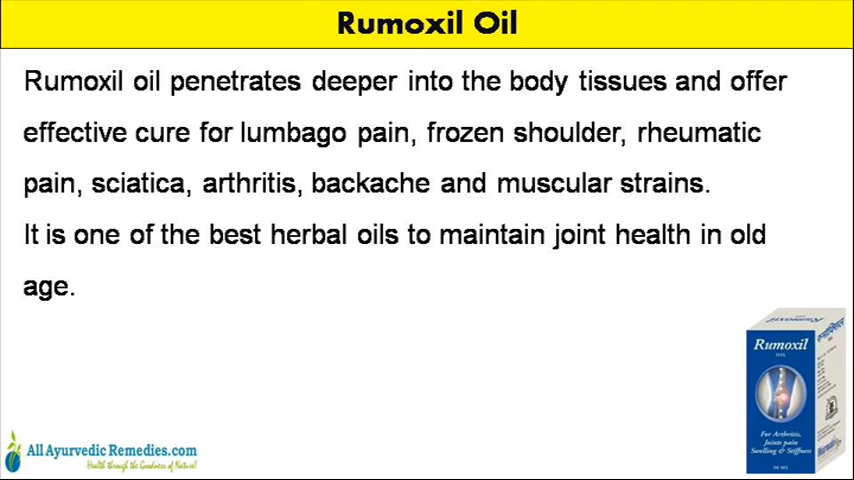 Rumoxil Oil
Rumoxil oil penetrates deeper into the body tissues and offer
effective cure for lumbago pain, frozen shoulder, rheumatic
pain, sciatica, arthritis, backache and muscular strains.
It is one of the best herbal oils to maintain joint health in old
age.
Rumoxil
OIL
For Arthritis,
Joints pain
Swelling & Stiffness
Rumoxil
All Ayurvedic Remedies.com
Health through the Goodness of Nature!